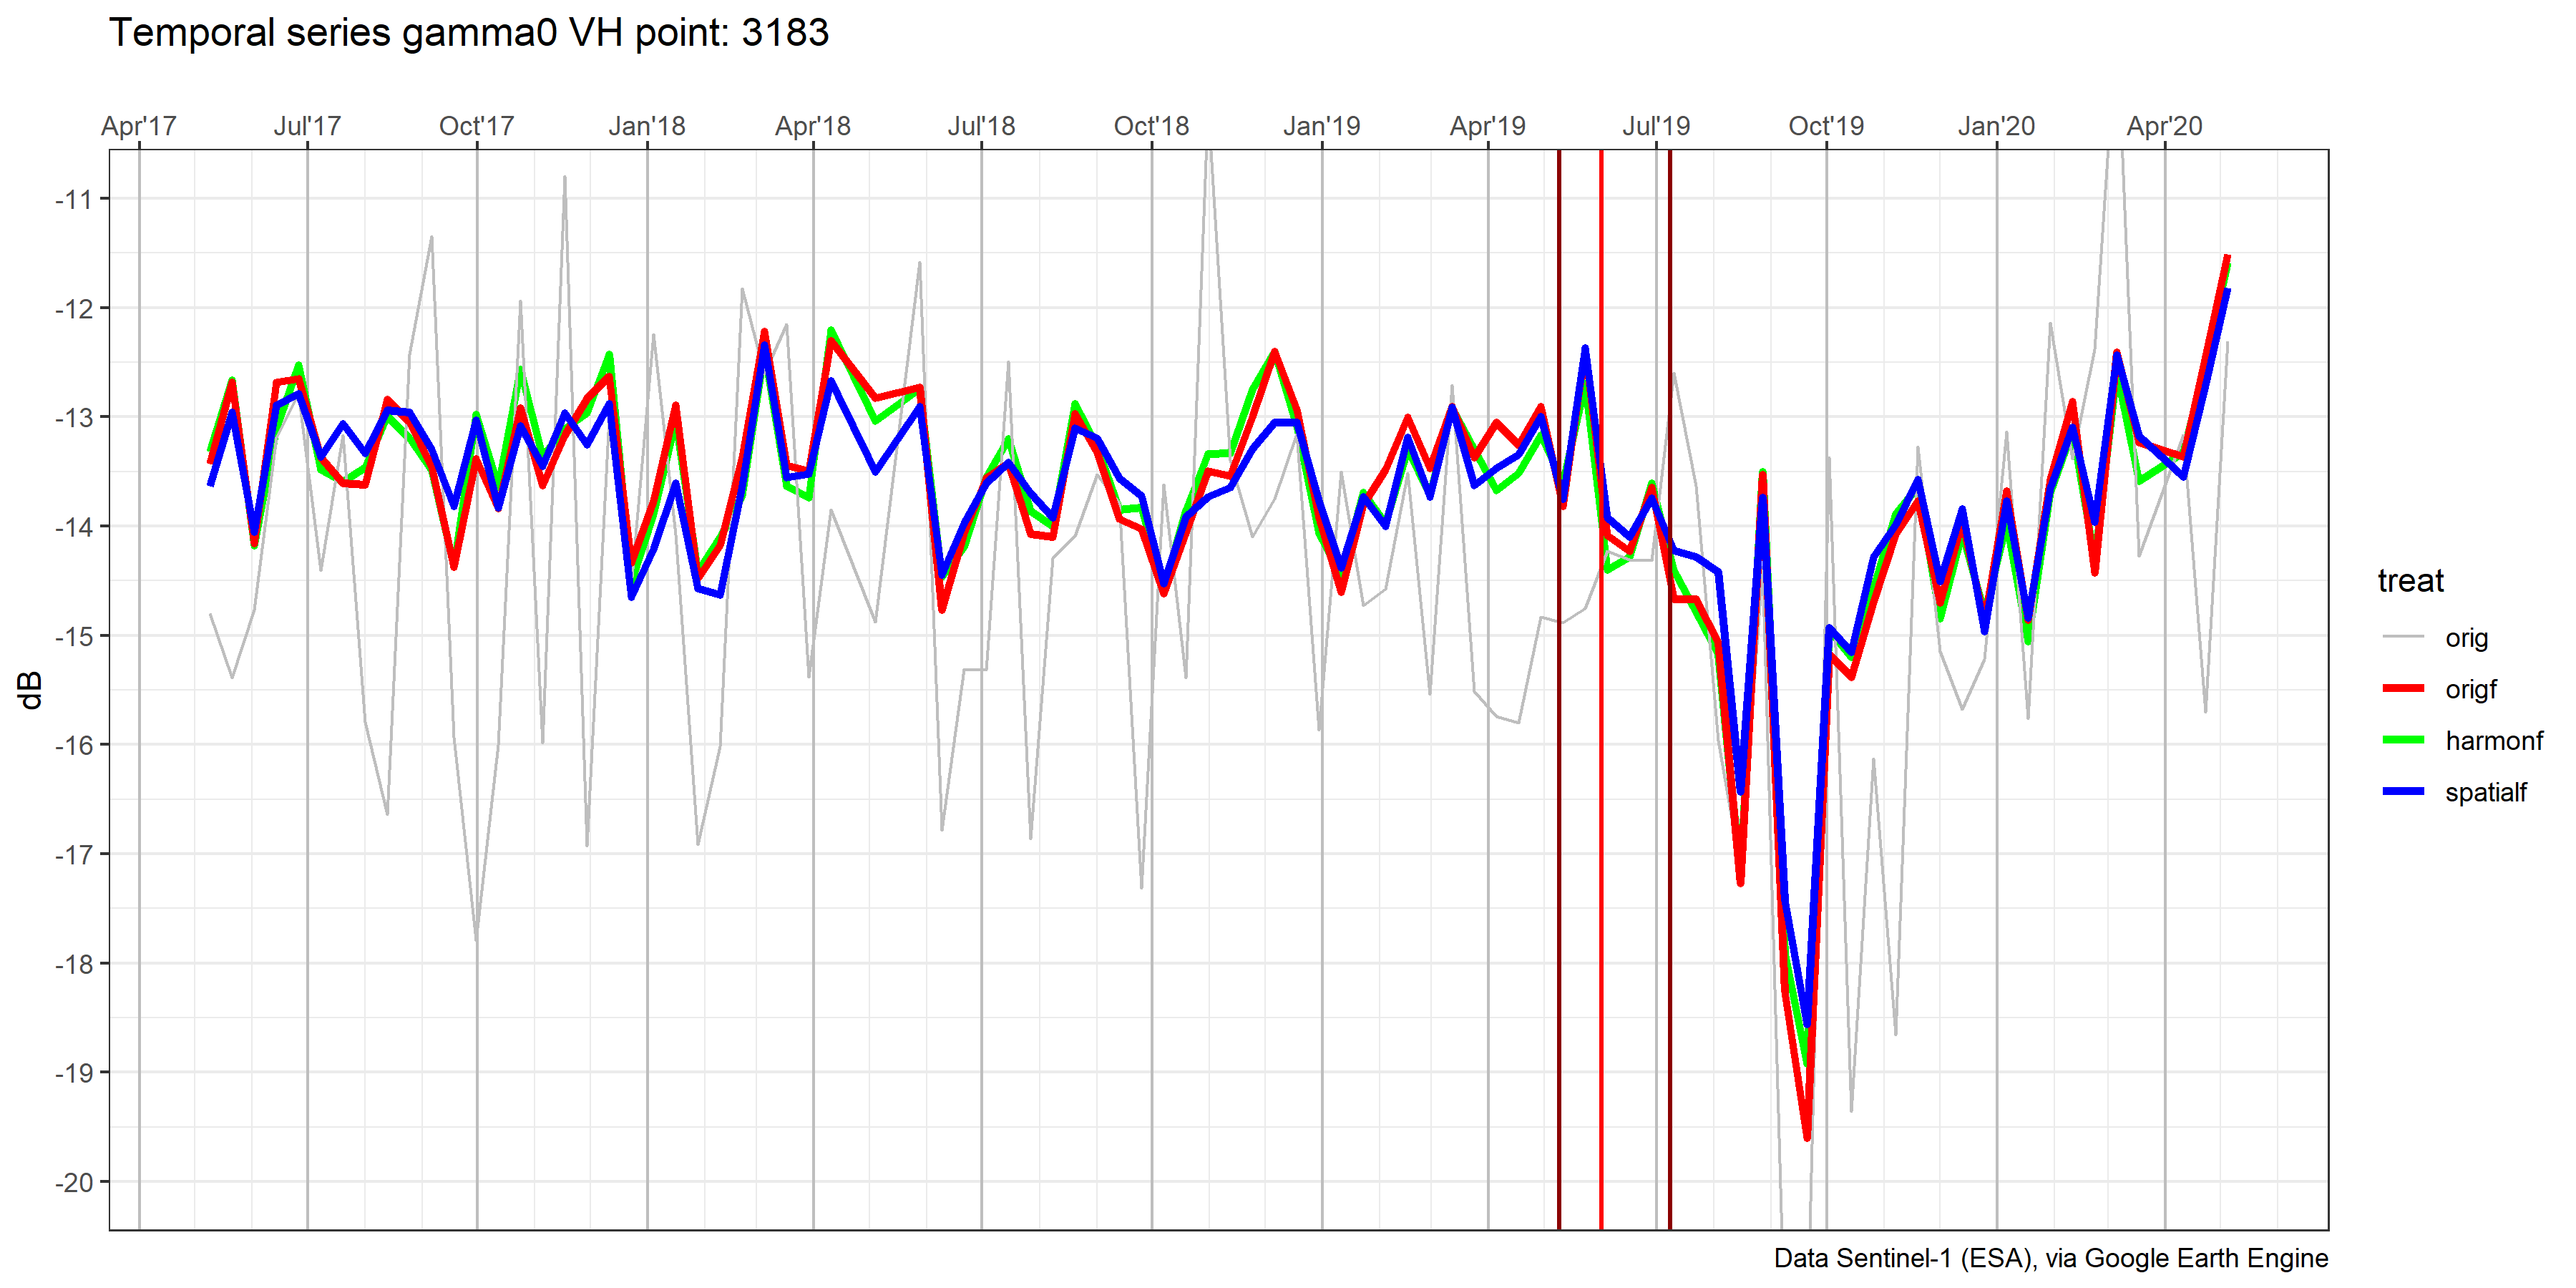 Temporal series gamma0 VH point: 3183
Apr'17 Jul'17 Oct'17 Jan'18 Apr'18 Jul'18 Oct'18 Jan'19 Apr'19 Jul'19 Oct'19 Jan'20 Apr'20
-11
-12
-13
-14
-15
-16
-17
-18
-19
-20
dB
treat
orig
origf
harmonf
spatialf
Data Sentinel-1 (ESA), via Google Earth Engine